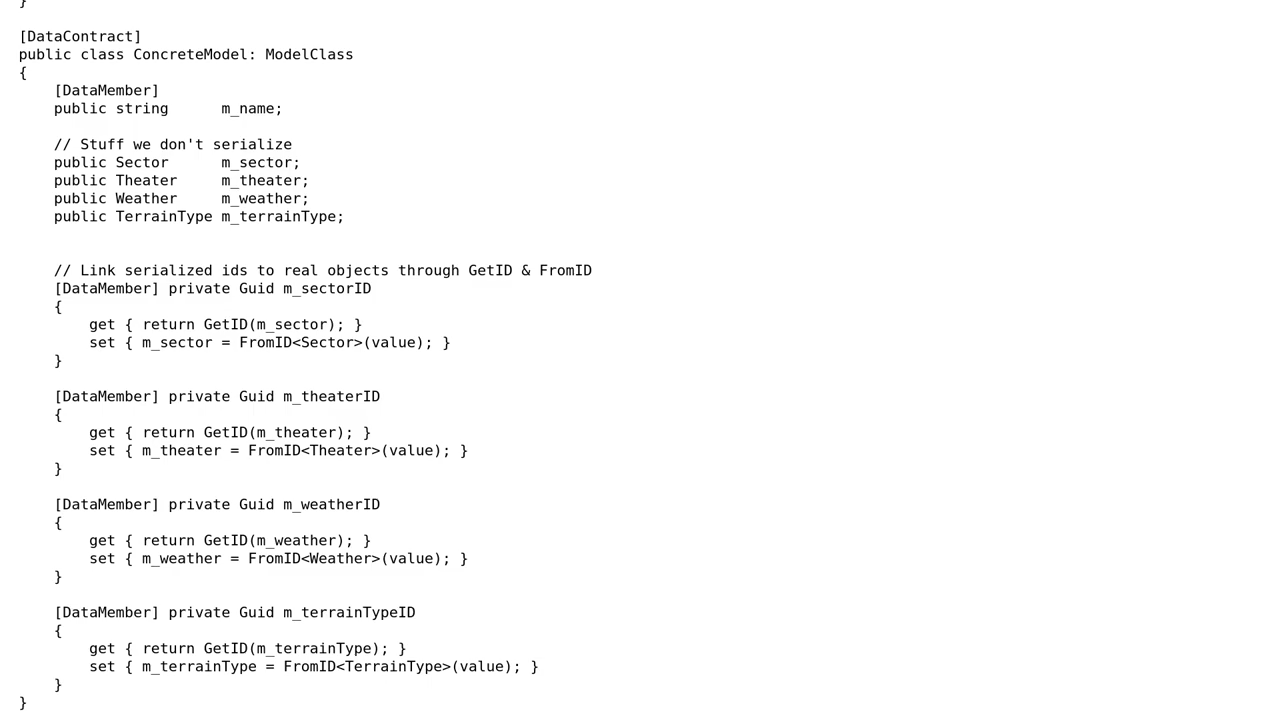 }
[DataContract]
public class ConcreteModel: ModelClass
{
    [DataMember]
    public string      m_name;

    // Stuff we don't serialize
    public Sector      m_sector;
    public Theater     m_theater;
    public Weather     m_weather;
    public TerrainType m_terrainType;


    // Link serialized ids to real objects through GetID & FromID
    [DataMember] private Guid m_sectorID
    {
        get { return GetID(m_sector); }
        set { m_sector = FromID<Sector>(value); }
    }

    [DataMember] private Guid m_theaterID
    {
        get { return GetID(m_theater); }
        set { m_theater = FromID<Theater>(value); }
    }

    [DataMember] private Guid m_weatherID
    {
        get { return GetID(m_weather); }
        set { m_weather = FromID<Weather>(value); }
    }

    [DataMember] private Guid m_terrainTypeID
    {
        get { return GetID(m_terrainType); }
        set { m_terrainType = FromID<TerrainType>(value); }
    }
}